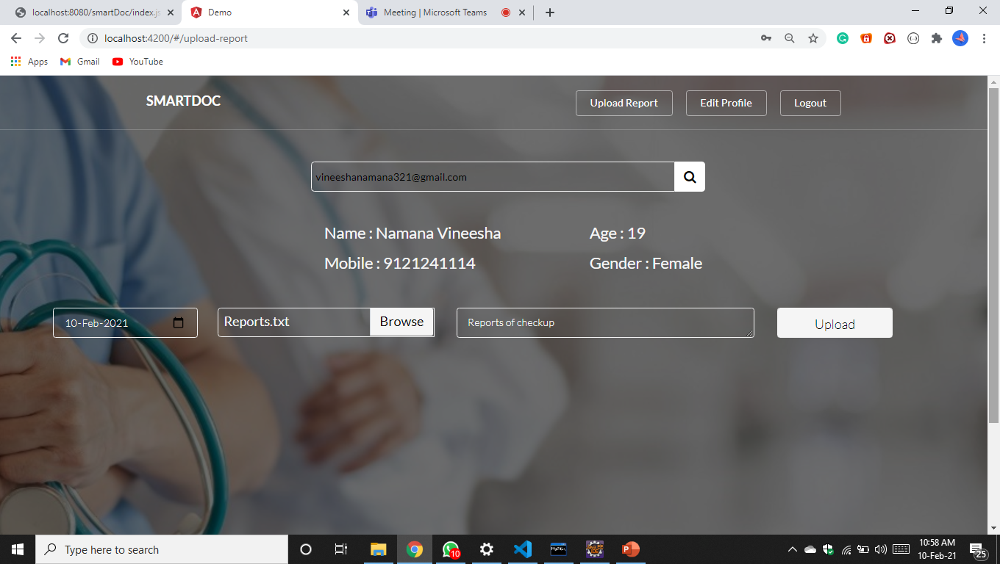 localhost:8080/smartDoc/index.js
Demo
Meeting | Microsoft Teams
localhost:4200/#/upload-report
Apps
Gmail
YouTube
SMARTDOC
Upload Report
Edit Profile
Logout
vineeshanamana321@gmail.com
Name : Namana Vineesha
Age : 19
Mobile : 9121241114
Gender : Female
10-Feb-2021
Reports.txt
Browse
Reports of checkup
Upload
Type here to search
10
10:58 AM
10-Feb-21
25